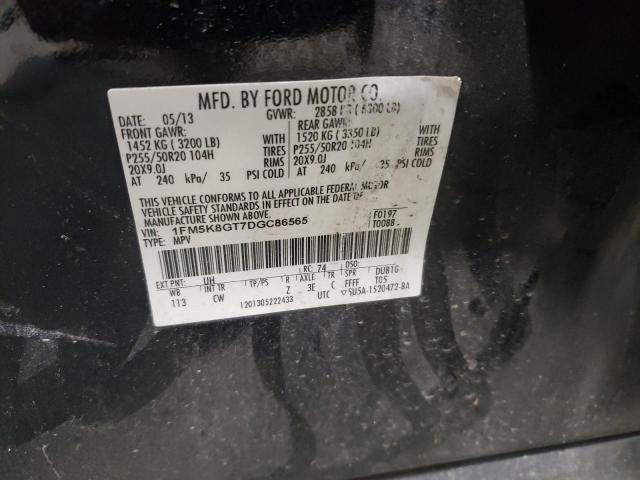 MFD. BY FORD MOTOR CO.
DATE: 05/13 GVWR: 2858 KG ( 6300 LB)
FRONT GAWR: REAR GAWR:
1452 KG ( 3200 LB) WITH 1520 KG ( 3350 LB) WITH
P255/50R20 104H TIRES P255/50R20 104H TIRES
20X9.0J RIMS 20X9.0J RIMS
AT 240 kPa/ 35 PSI COLD AT 240 kPa/ 35 PSI COLD
THIS VEHICLE CONFORMS TO ALL APPLICABLE FEDERAL MOTOR
VEHICLE SAFETY STANDARDS IN EFFECT ON THE DATE OF
MANUFACTURE SHOWN ABOVE.
VIN: 1FM5K8GT7DGC86565 F0197
TYPE: MPV T0088
EXT PNT: UH RC: 74 DSO:
WB INT TR TP/PS R AXLE TR SPR DUBTG
113 CW Z 3E C FFFF T05
1201305222433 UTC 5U5A-1520472-BA